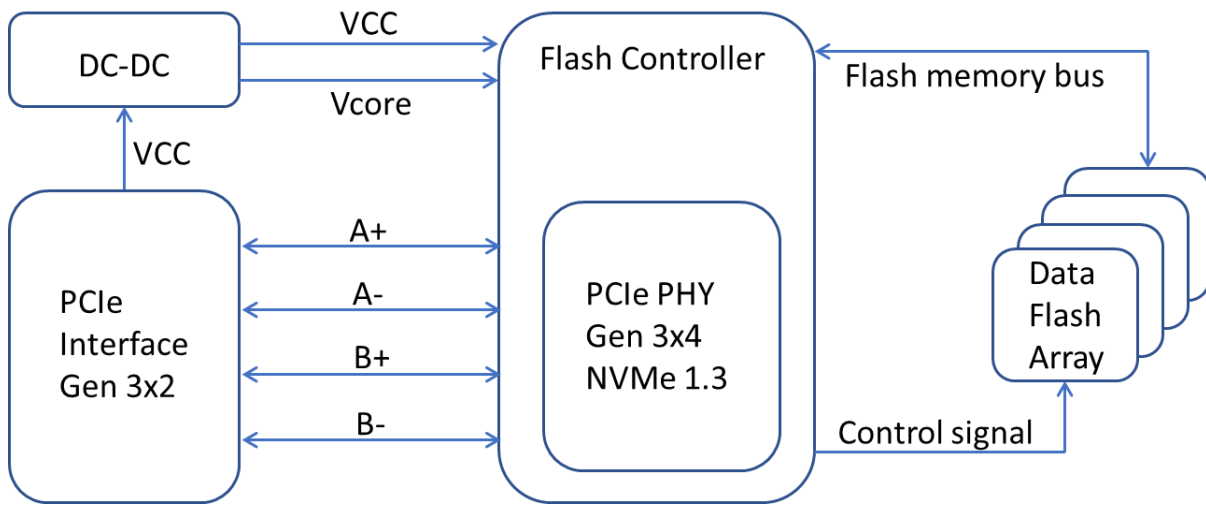 DC-DC
VCC
Vcore
VCC
Flash Controller
Flash memory bus
PCIe
Interface
Gen 3x2
A+
A-
B+
B-
PCIe PHY
Gen 3x4
NVMe 1.3
Data
Flash
Array
Control signal